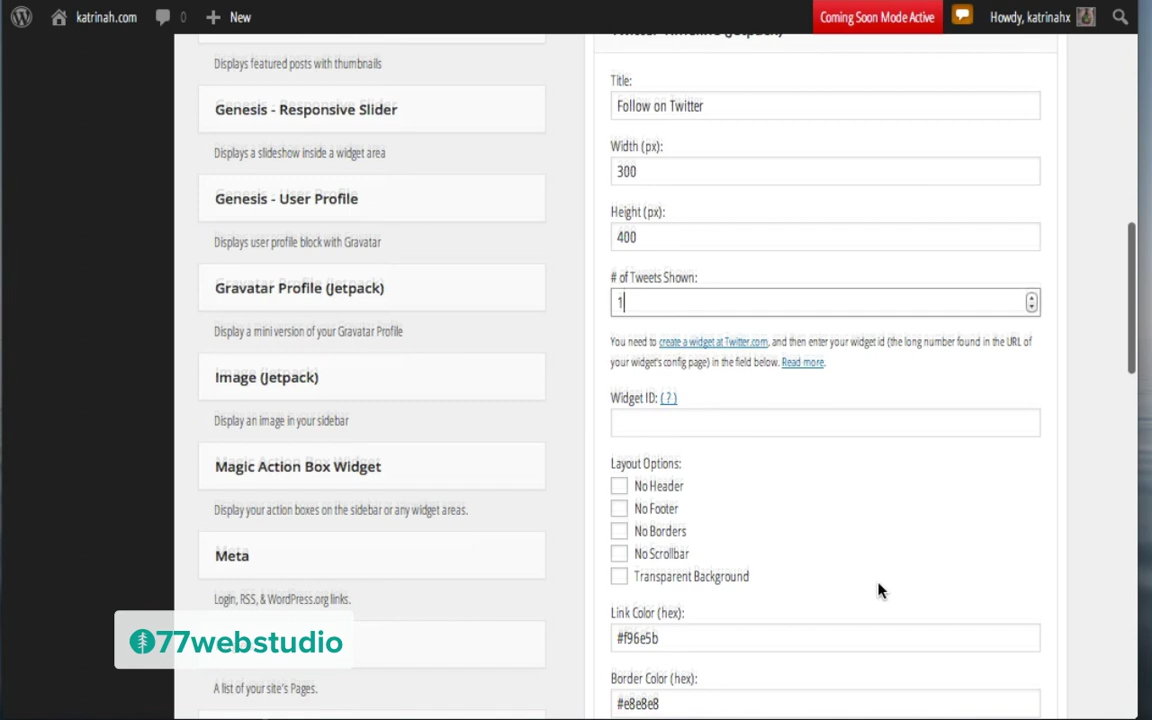 katrinah.com
0
New
Coming Soon Mode Active
Howdy, katrinahx
Displays featured posts with thumbnails
Genesis - Responsive Slider
Displays a slideshow inside a widget area
Genesis - User Profile
Displays user profile block with Gravatar
Gravatar Profile (Jetpack)
Display a mini version of your Gravatar Profile
Image (Jetpack)
Display an image in your sidebar
Magic Action Box Widget
Display your action boxes on the sidebar or any widget areas.
Meta
Login, RSS, & WordPress.org links.
77webstudio
A list of your site's Pages.
Twitter Timeline (Jetpack)
Title:
Follow on Twitter
Width (px):
300
Height (px):
400
# of Tweets Shown:
1
You need to create a widget at Twitter.com, and then enter your widget id (the long number found in the URL of
your widget's config page) in the field below. Read more.
Widget ID: ( ? )
Layout Options:
No Header
No Footer
No Borders
No Scrollbar
Transparent Background
Link Color (hex):
#f96e5b
Border Color (hex):
#e8e8e8